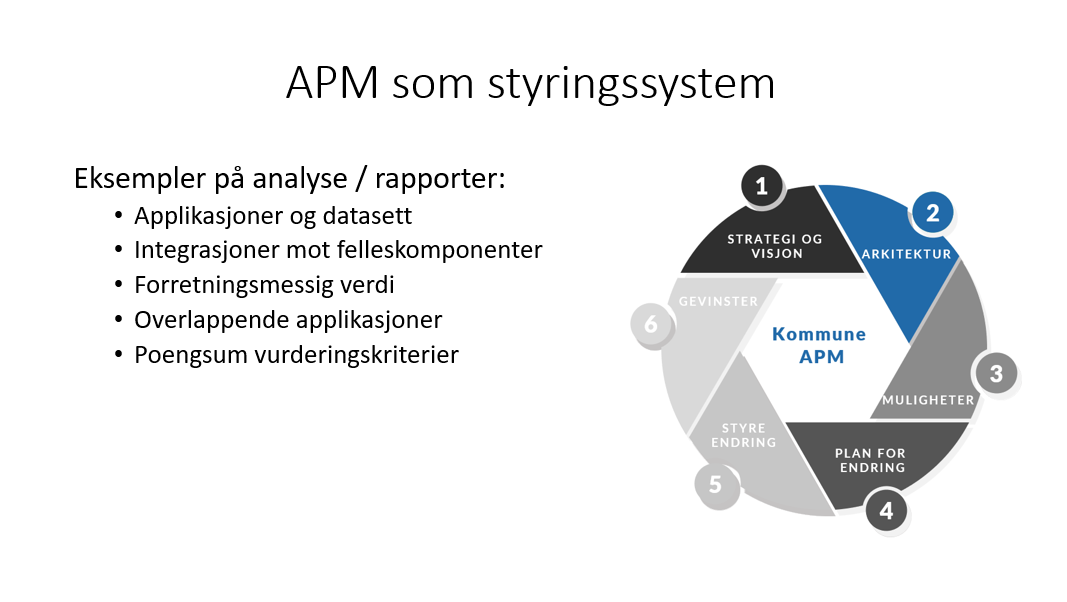 APM som styringssystem
Eksempler på analyse / rapporter:
• Applikasjoner og datasett
• Integrasjoner mot felleskomponenter
• Forretningsmessig verdi
• Overlappende applikasjoner
• Poengsum vurderingskriterier
1
STRATEGI OG
VISJON
2
ARKITEKTUR
3
MULIGHETER
4
PLAN FOR
ENDRING
5
STYRE
ENDRING
6
GEVINSTER
Kommune
APM